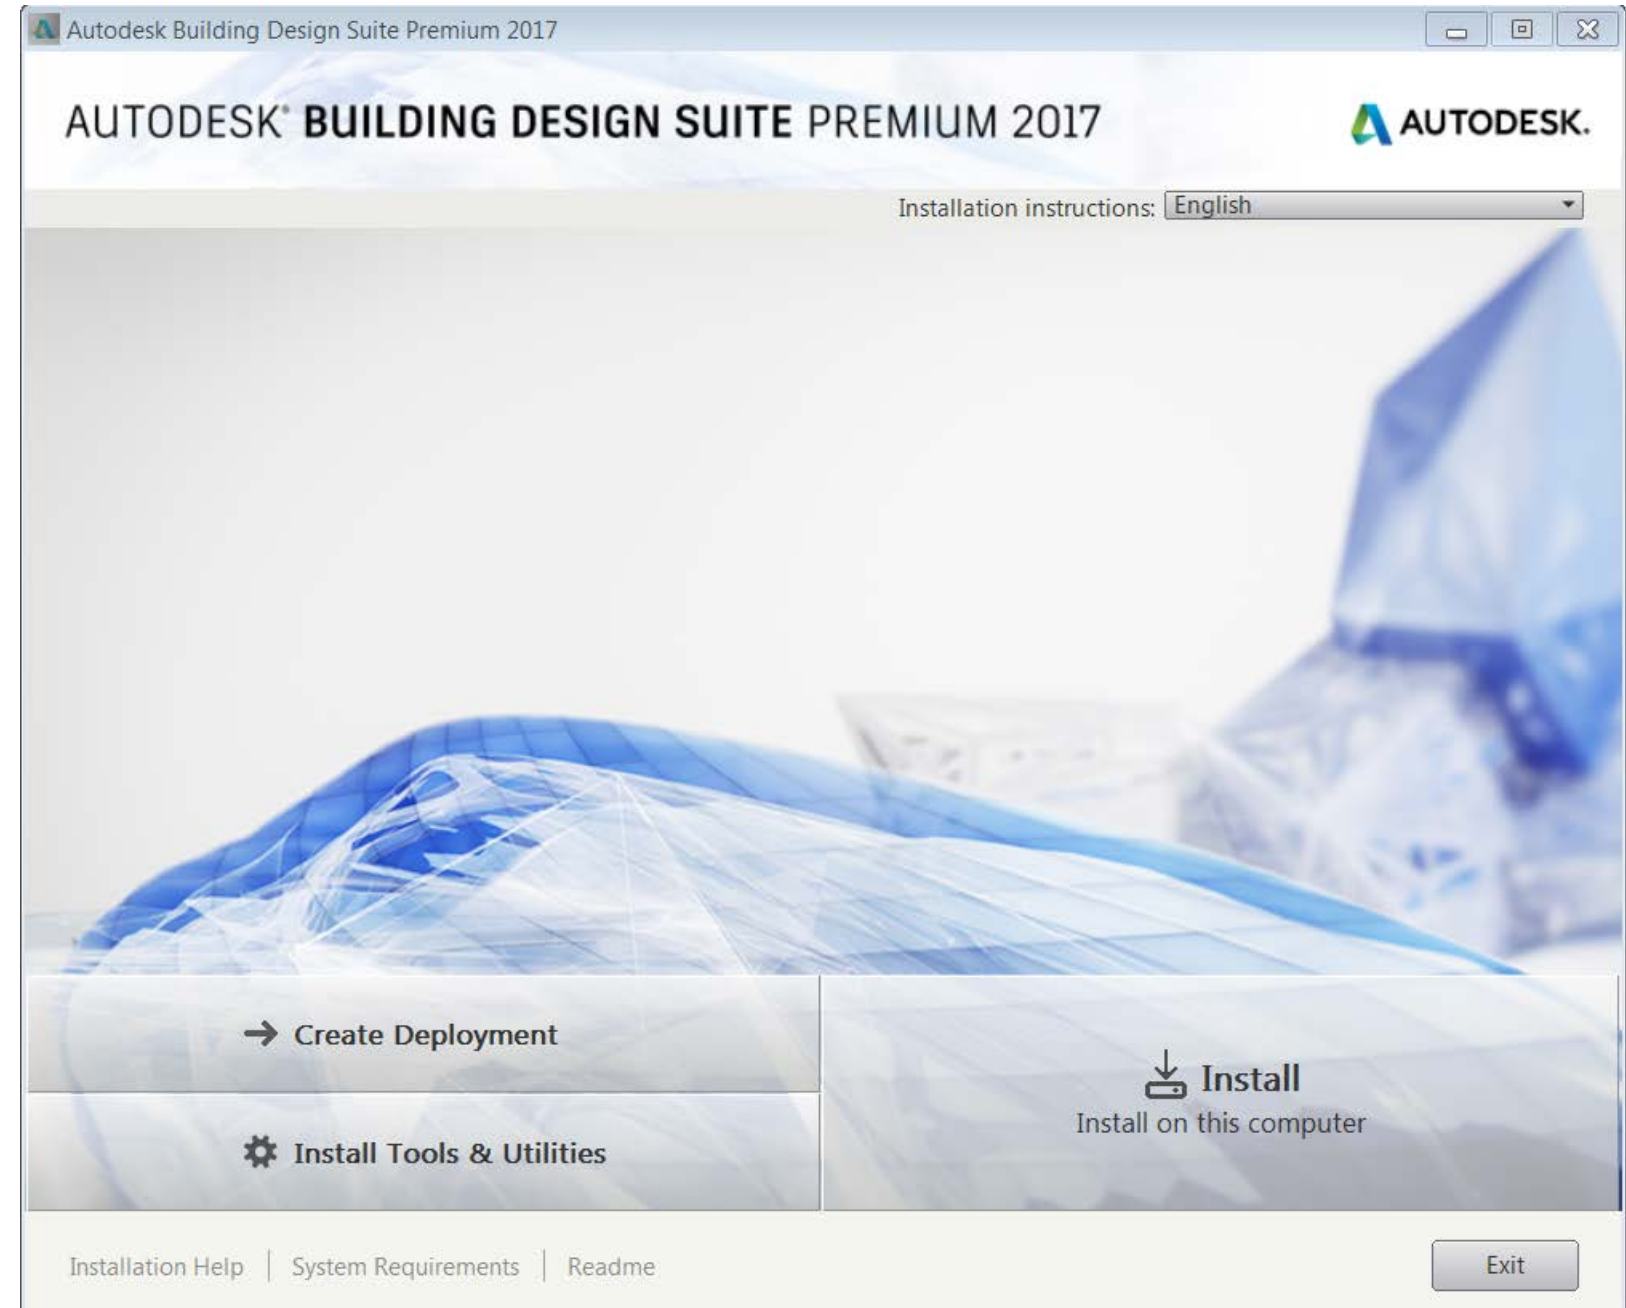 Autodesk Building Design Suite Premium 2017
AUTODESK® BUILDING DESIGN SUITE PREMIUM 2017
AUTODESK.
Installation instructions: English
Create Deployment
Install
Install on this computer
Install Tools & Utilities
Installation Help | System Requirements | Readme
Exit